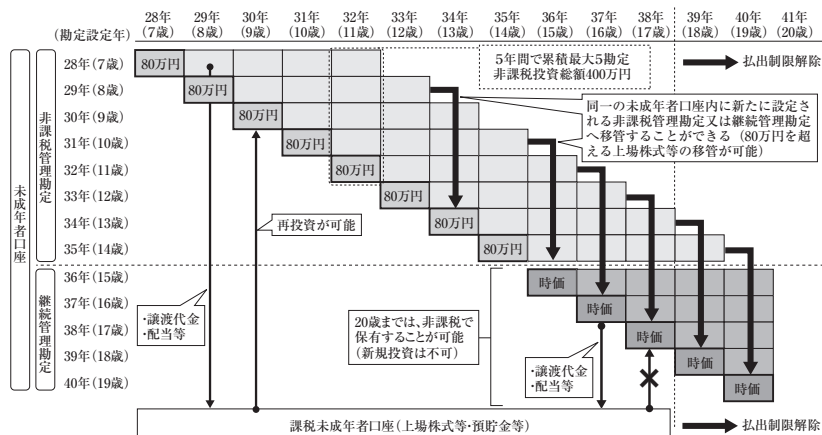 28年 29年 30年 31年 32年 33年 34年 35年 36年 37年 38年 39年 40年 41年
(勘定設定年) (7歳) (8歳) (9歳) (10歳) (11歳) (12歳) (13歳) (14歳) (15歳) (16歳) (17歳) (18歳) (19歳) (20歳)
未成年者口座
非課税管理勘定
28年(7歳) 80万円
5年間で累積最大5勘定
非課税投資総額400万円
払出制限解除
29年(8歳) 80万円
30年(9歳) 80万円
同一の未成年者口座内に新たに設定さ
れる非課税管理勘定又は継続管理勘定
へ移管することができる（80万円を超
える上場株式等の移管が可能）
31年(10歳) 80万円
32年(11歳) 80万円
33年(12歳) 80万円
34年(13歳) 80万円
再投資が可能
35年(14歳) 80万円
継続管理勘定
36年(15歳) 時価
37年(16歳) 時価
・譲渡代金
・配当等
20歳までは、非課税で
保有することが可能
(新規投資は不可)
38年(17歳) 時価
39年(18歳) 時価
・譲渡代金
・配当等
40年(19歳) 時価
課税未成年者口座(上場株式等・預貯金等)
払出制限解除